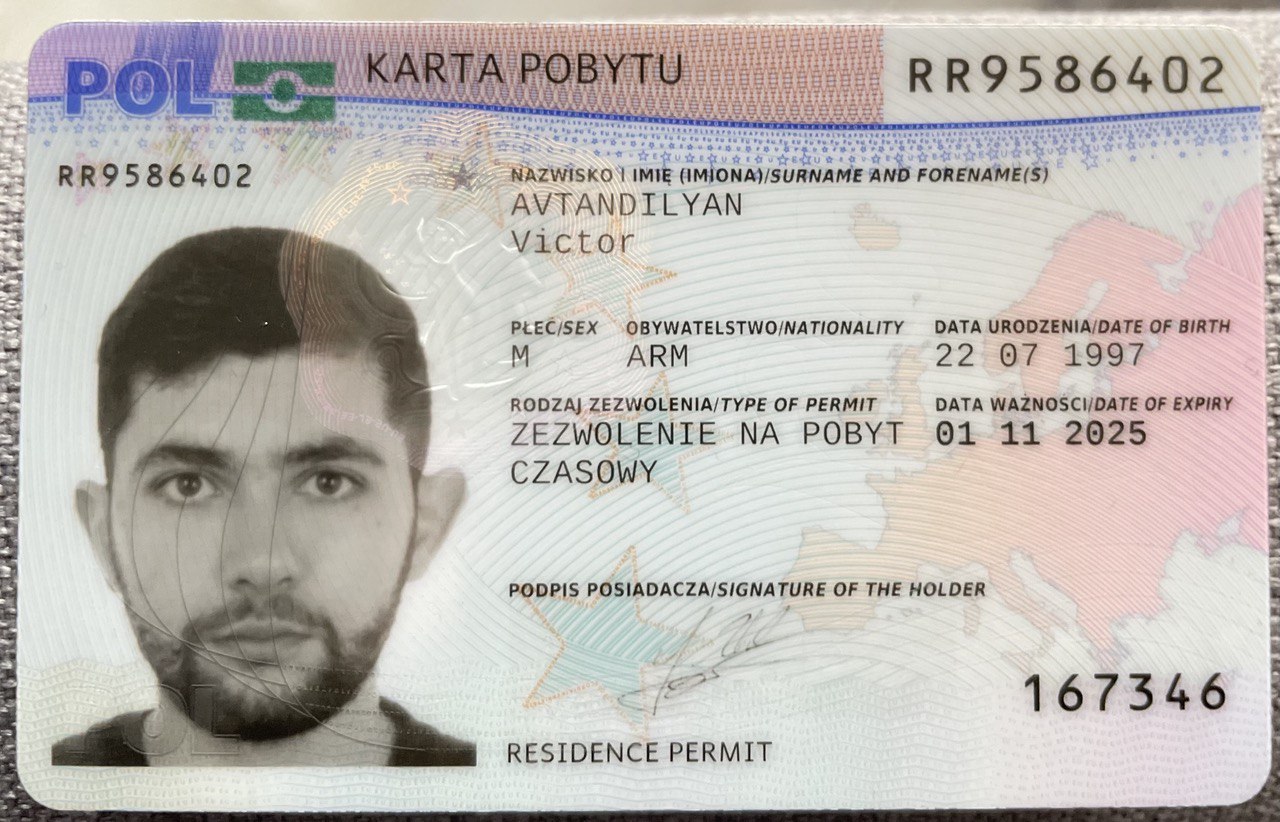 POL KARTA POBYTU RR9586402
RR9586402
NAZWISKO I IMIĘ (IMIONA)/SURNAME AND FORENAME(S)
AVTANDILYAN
Victor
PŁEC/SEX OBYWATELSTWO/NATIONALITY DATA URODZENIA/DATE OF BIRTH
M ARM 22 07 1997
RODZAJ ZEZWOLENIA/TYPE OF PERMIT DATA WAŻNOŚCI/DATE OF EXPIRY
ZEZWOLENIE NA POBYT 01 11 2025
CZASOWY
PODPIS POSIADACZA/SIGNATURE OF THE HOLDER
167346
POL
RESIDENCE PERMIT